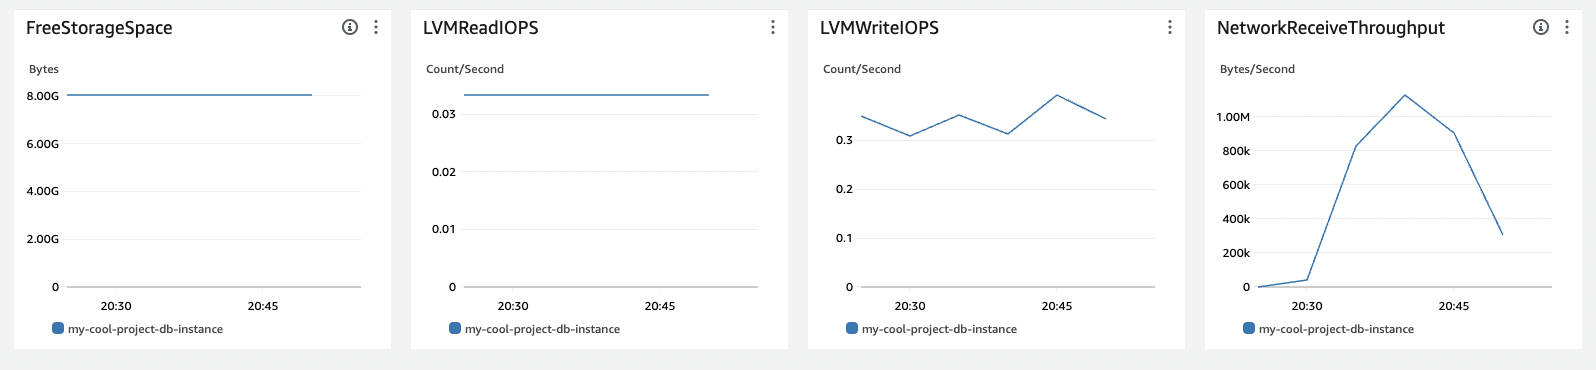 FreeStorageSpace
Bytes
8.00G
6.00G
4.00G
2.00G
0
20:30 20:45
my-cool-project-db-instance
LVMReadIOPS
Count/Second
0.03
0.02
0.01
0
20:30 20:45
my-cool-project-db-instance
LVMWriteIOPS
Count/Second
0.3
0.2
0.1
0
20:30 20:45
my-cool-project-db-instance
NetworkReceiveThroughput
Bytes/Second
1.00M
800k
600k
400k
200k
0
20:30 20:45
my-cool-project-db-instance